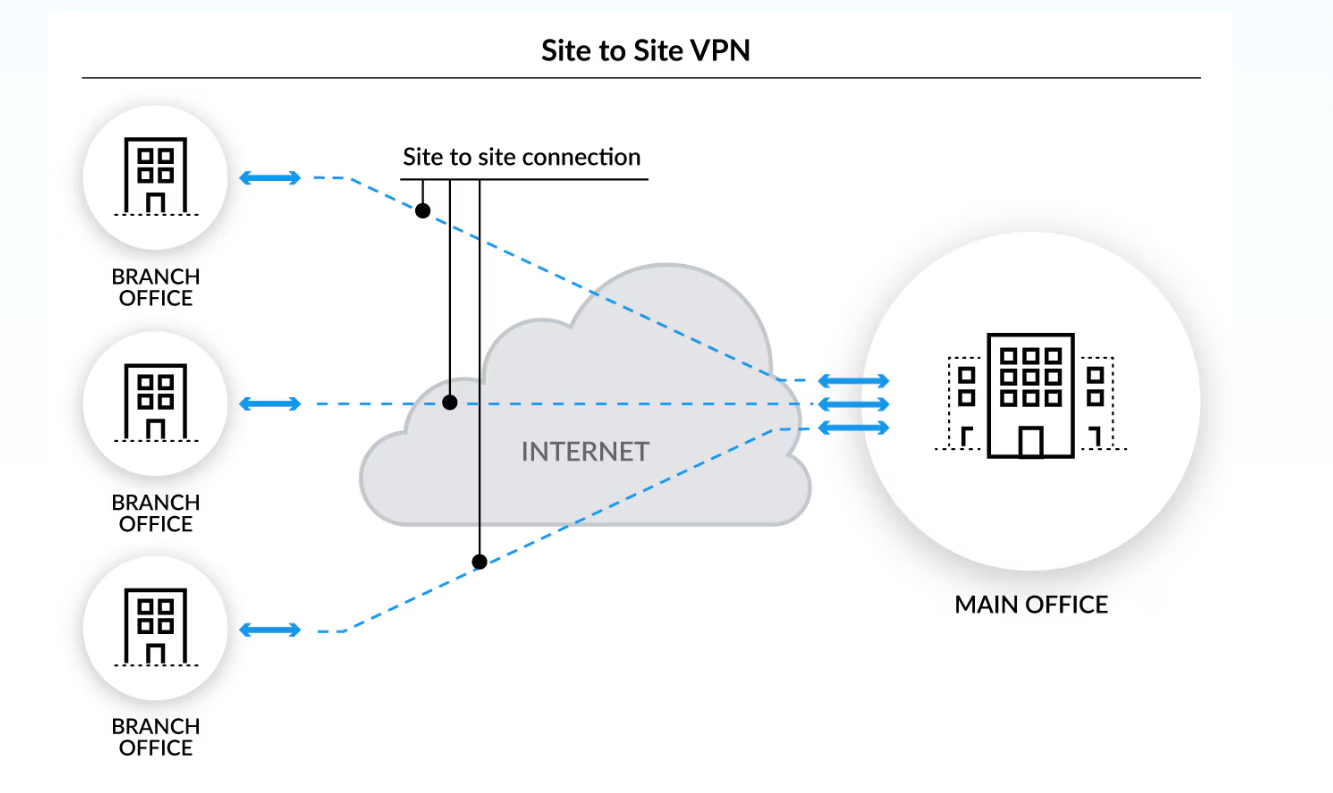 Site to Site VPN
Site to site connection
BRANCH
OFFICE
BRANCH
OFFICE
INTERNET
BRANCH
OFFICE
MAIN OFFICE